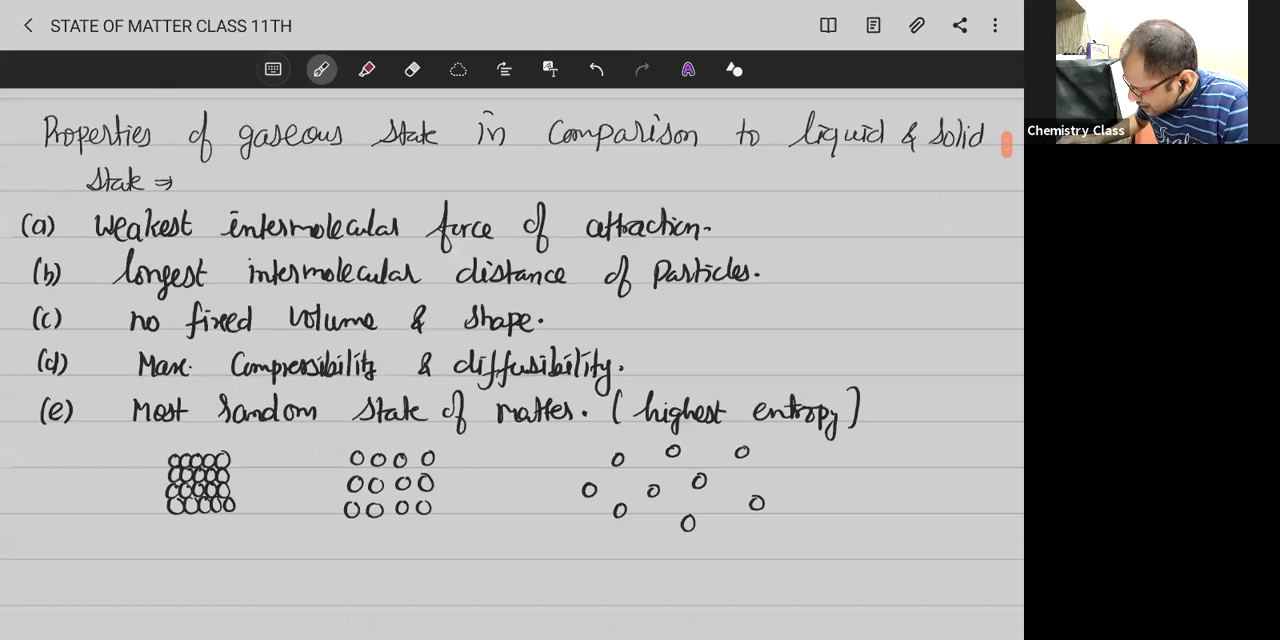 STATE OF MATTER CLASS 11TH
Properties of gaseous state in Comparison to liquid & solid
state ⇒
(a) weakest intermolecular force of attraction.
(b) longest intermolecular distance of Particles.
(c) no fixed volume & shape.
(d) Max. Compressibility & diffusibility.
(e) Most random state of matter. (highest entropy)
Chemistry Class